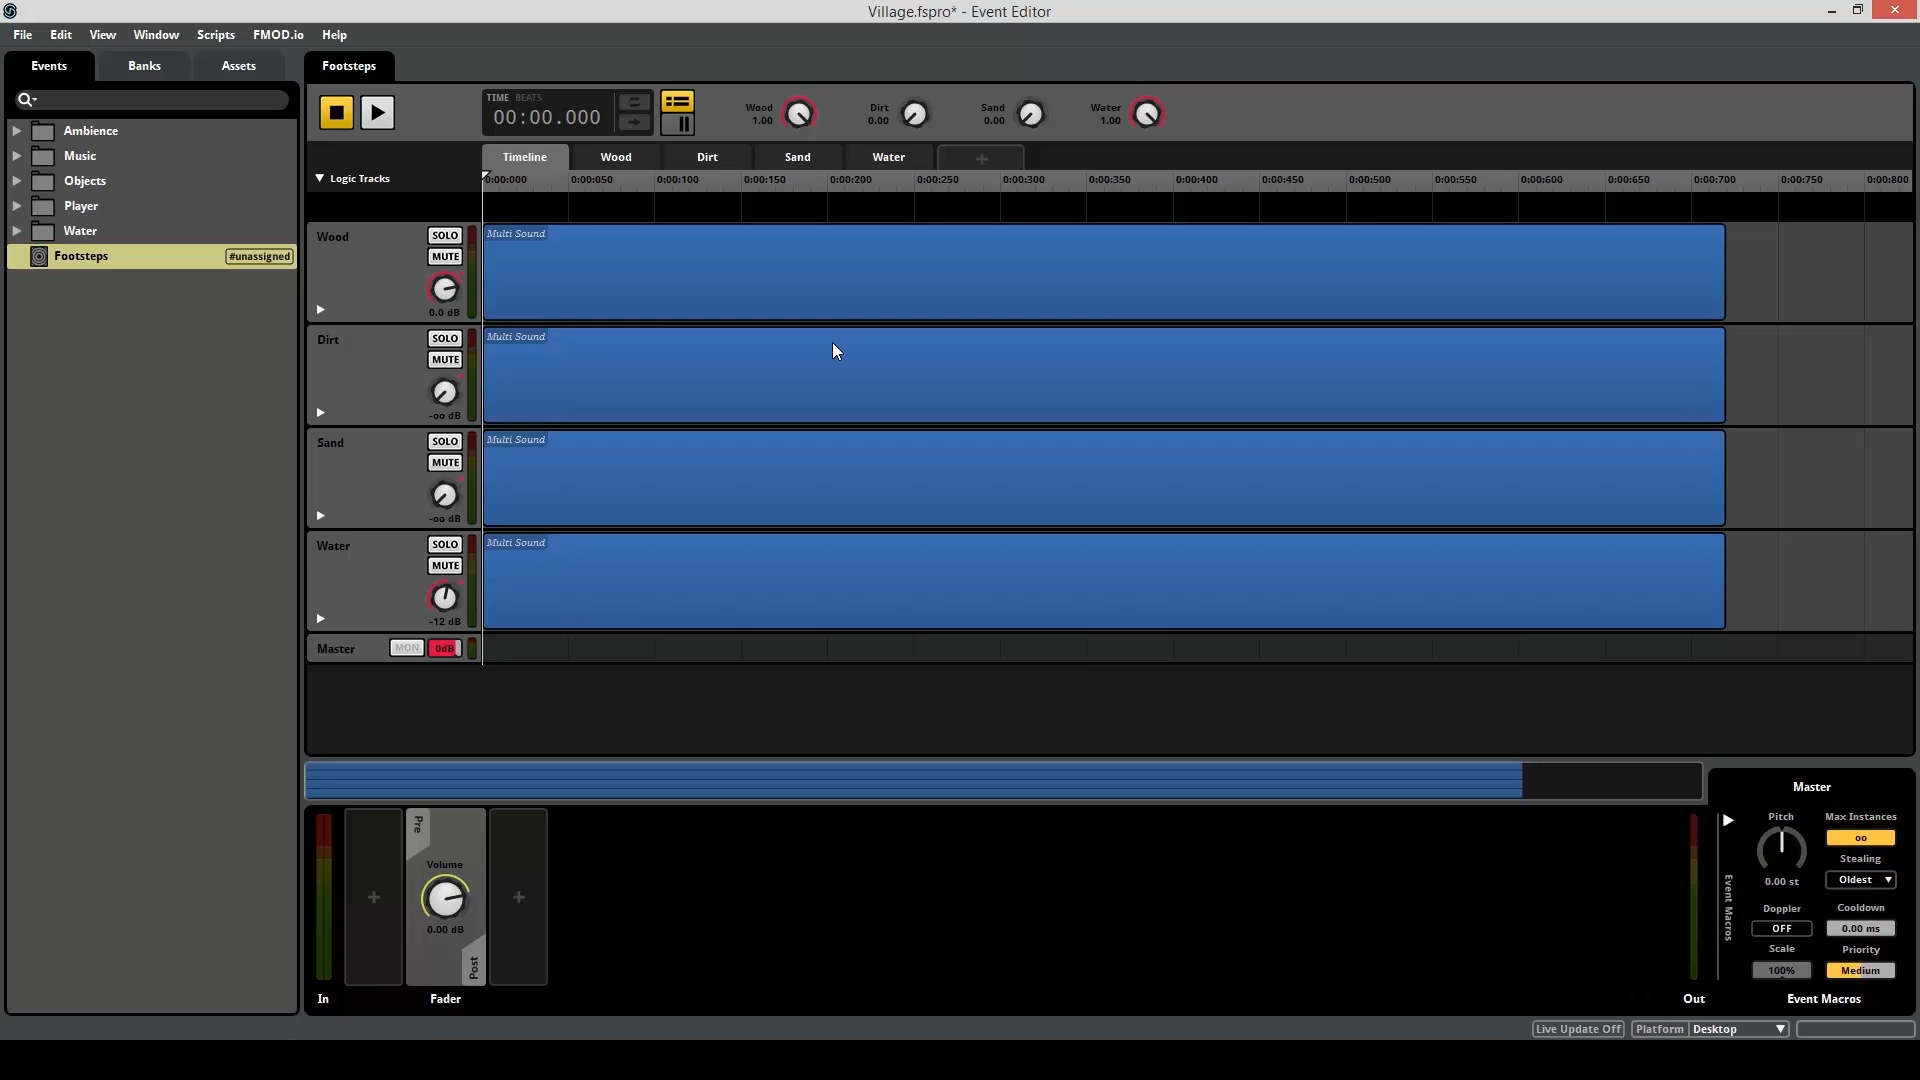 Village.fspro* - Event Editor
File Edit View Window Scripts FMOD.io Help
Events Banks Assets
Footsteps
Ambience
Music
Objects
Player
Water
Footsteps #unassigned
TIME BEATS
00:00.000
Wood 1.00
Dirt 0.00
Sand 0.00
Water 1.00
Timeline Wood Dirt Sand Water +
Logic Tracks
0:00:000 0:00:050 0:00:100 0:00:150 0:00:200 0:00:250 0:00:300 0:00:350 0:00:400 0:00:450 0:00:500 0:00:550 0:00:600 0:00:650 0:00:700 0:00:750 0:00:800
Wood SOLO Multi Sound
MUTE
0.0 dB
Dirt SOLO Multi Sound
MUTE
-oo dB
Sand SOLO Multi Sound
MUTE
-oo dB
Water SOLO Multi Sound
MUTE
-12 dB
Master MON 0dB
Pre
Volume
0.00 dB
Post
+ +
In Fader Out
Master
Pitch Max Instances
oo
Stealing
0.00 st Oldest
Doppler Cooldown
OFF 0.00 ms
Scale Priority
100% Medium
Event Macros
Event Macros
Live Update Off Platform Desktop